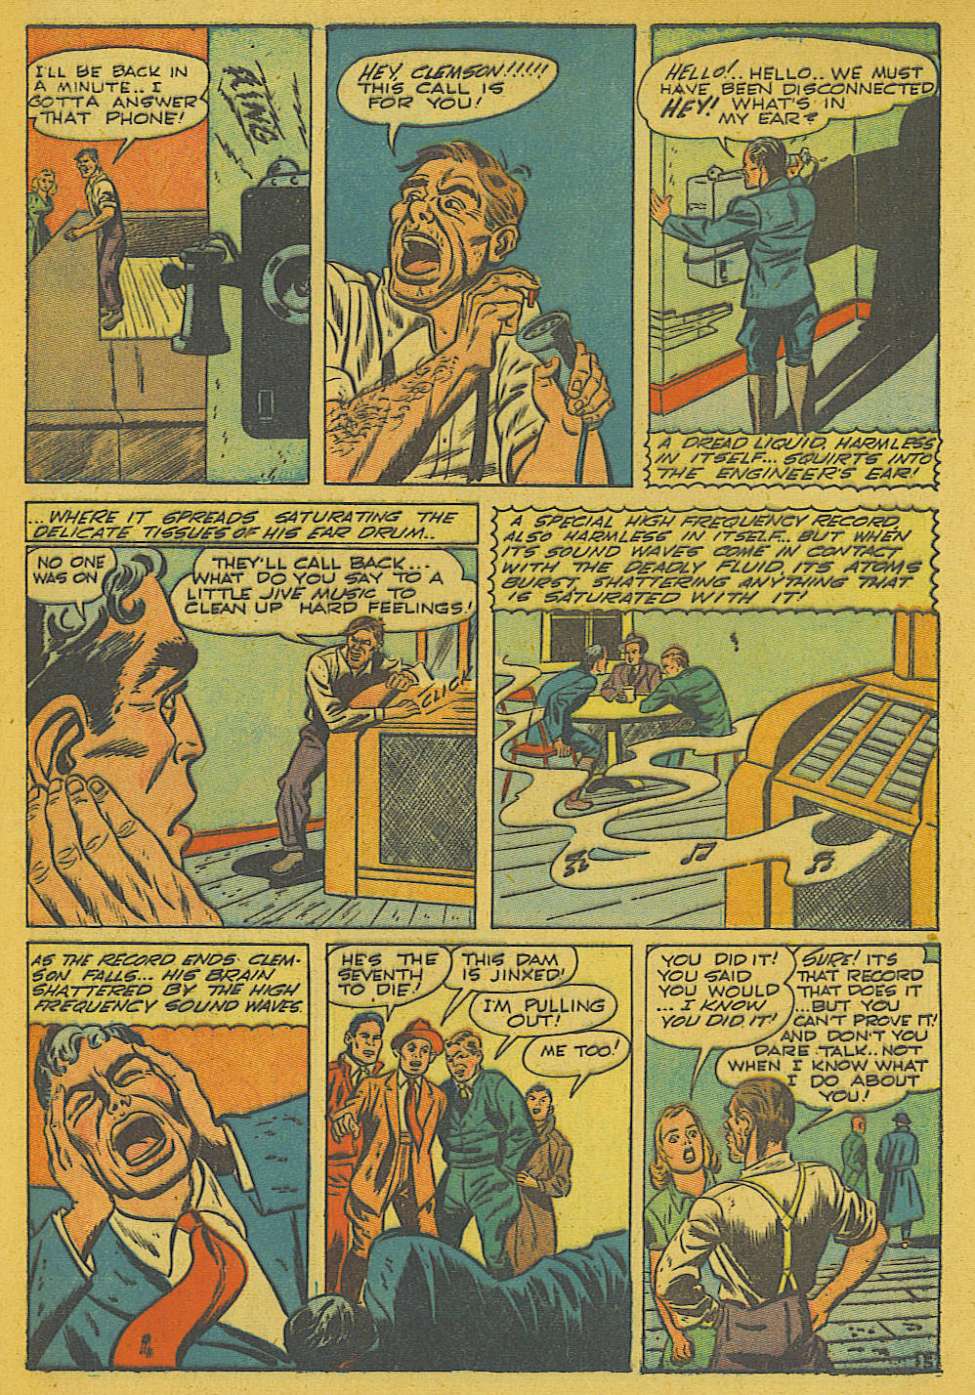 I'LL BE BACK IN
A MINUTE.. I
GOTTA ANSWER
THAT PHONE!
HEY, CLEMSON!!!!!
THIS CALL IS
FOR YOU!
HELLO!.. HELLO.. WE MUST
HAVE BEEN DISCONNECTED
HEY! WHAT'S IN
MY EAR?
A DREAD LIQUID, HARMLESS
IN ITSELF... SQUIRTS INTO
THE ENGINEER'S EAR!
...WHERE IT SPREADS SATURATING THE
DELICATE TISSUES OF HIS EAR DRUM..
NO ONE
WAS ON
THEY'LL CALL BACK...
WHAT DO YOU SAY TO A
LITTLE JIVE MUSIC TO
CLEAN UP HARD FEELINGS!
CLICK
A SPECIAL HIGH FREQUENCY RECORD,
ALSO HARMLESS IN ITSELF.. BUT WHEN
ITS SOUND WAVES COME IN CONTACT
WITH THE DEADLY FLUID, ITS ATOMS
BURST, SHATTERING ANYTHING THAT
IS SATURATED WITH IT!
AS THE RECORD ENDS CLEM-
SON FALLS... HIS BRAIN
SHATTERED BY THE HIGH
FREQUENCY SOUND WAVES.
HE'S THE
SEVENTH
TO DIE!
THIS DAM
IS JINXED!
I'M PULLING
OUT!
ME TOO!
YOU DID IT!
YOU SAID
YOU WOULD
... I KNOW
YOU DID IT!
SURE! ITS
THAT RECORD
THAT DOES IT
...BUT YOU
CAN'T PROVE IT!
AND DON'T YOU
DARE TALK.. NOT
WHEN I KNOW WHAT
I DO ABOUT
YOU!